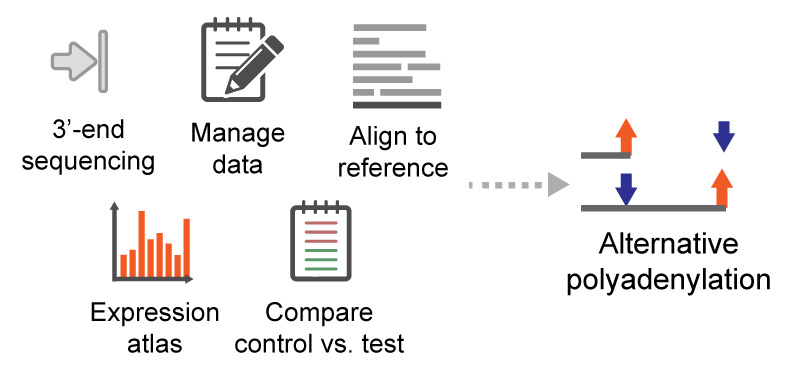 3’-end
sequencing
Manage
data
Align to
reference
Expression
atlas
Compare
control vs. test
Alternative
polyadenylation